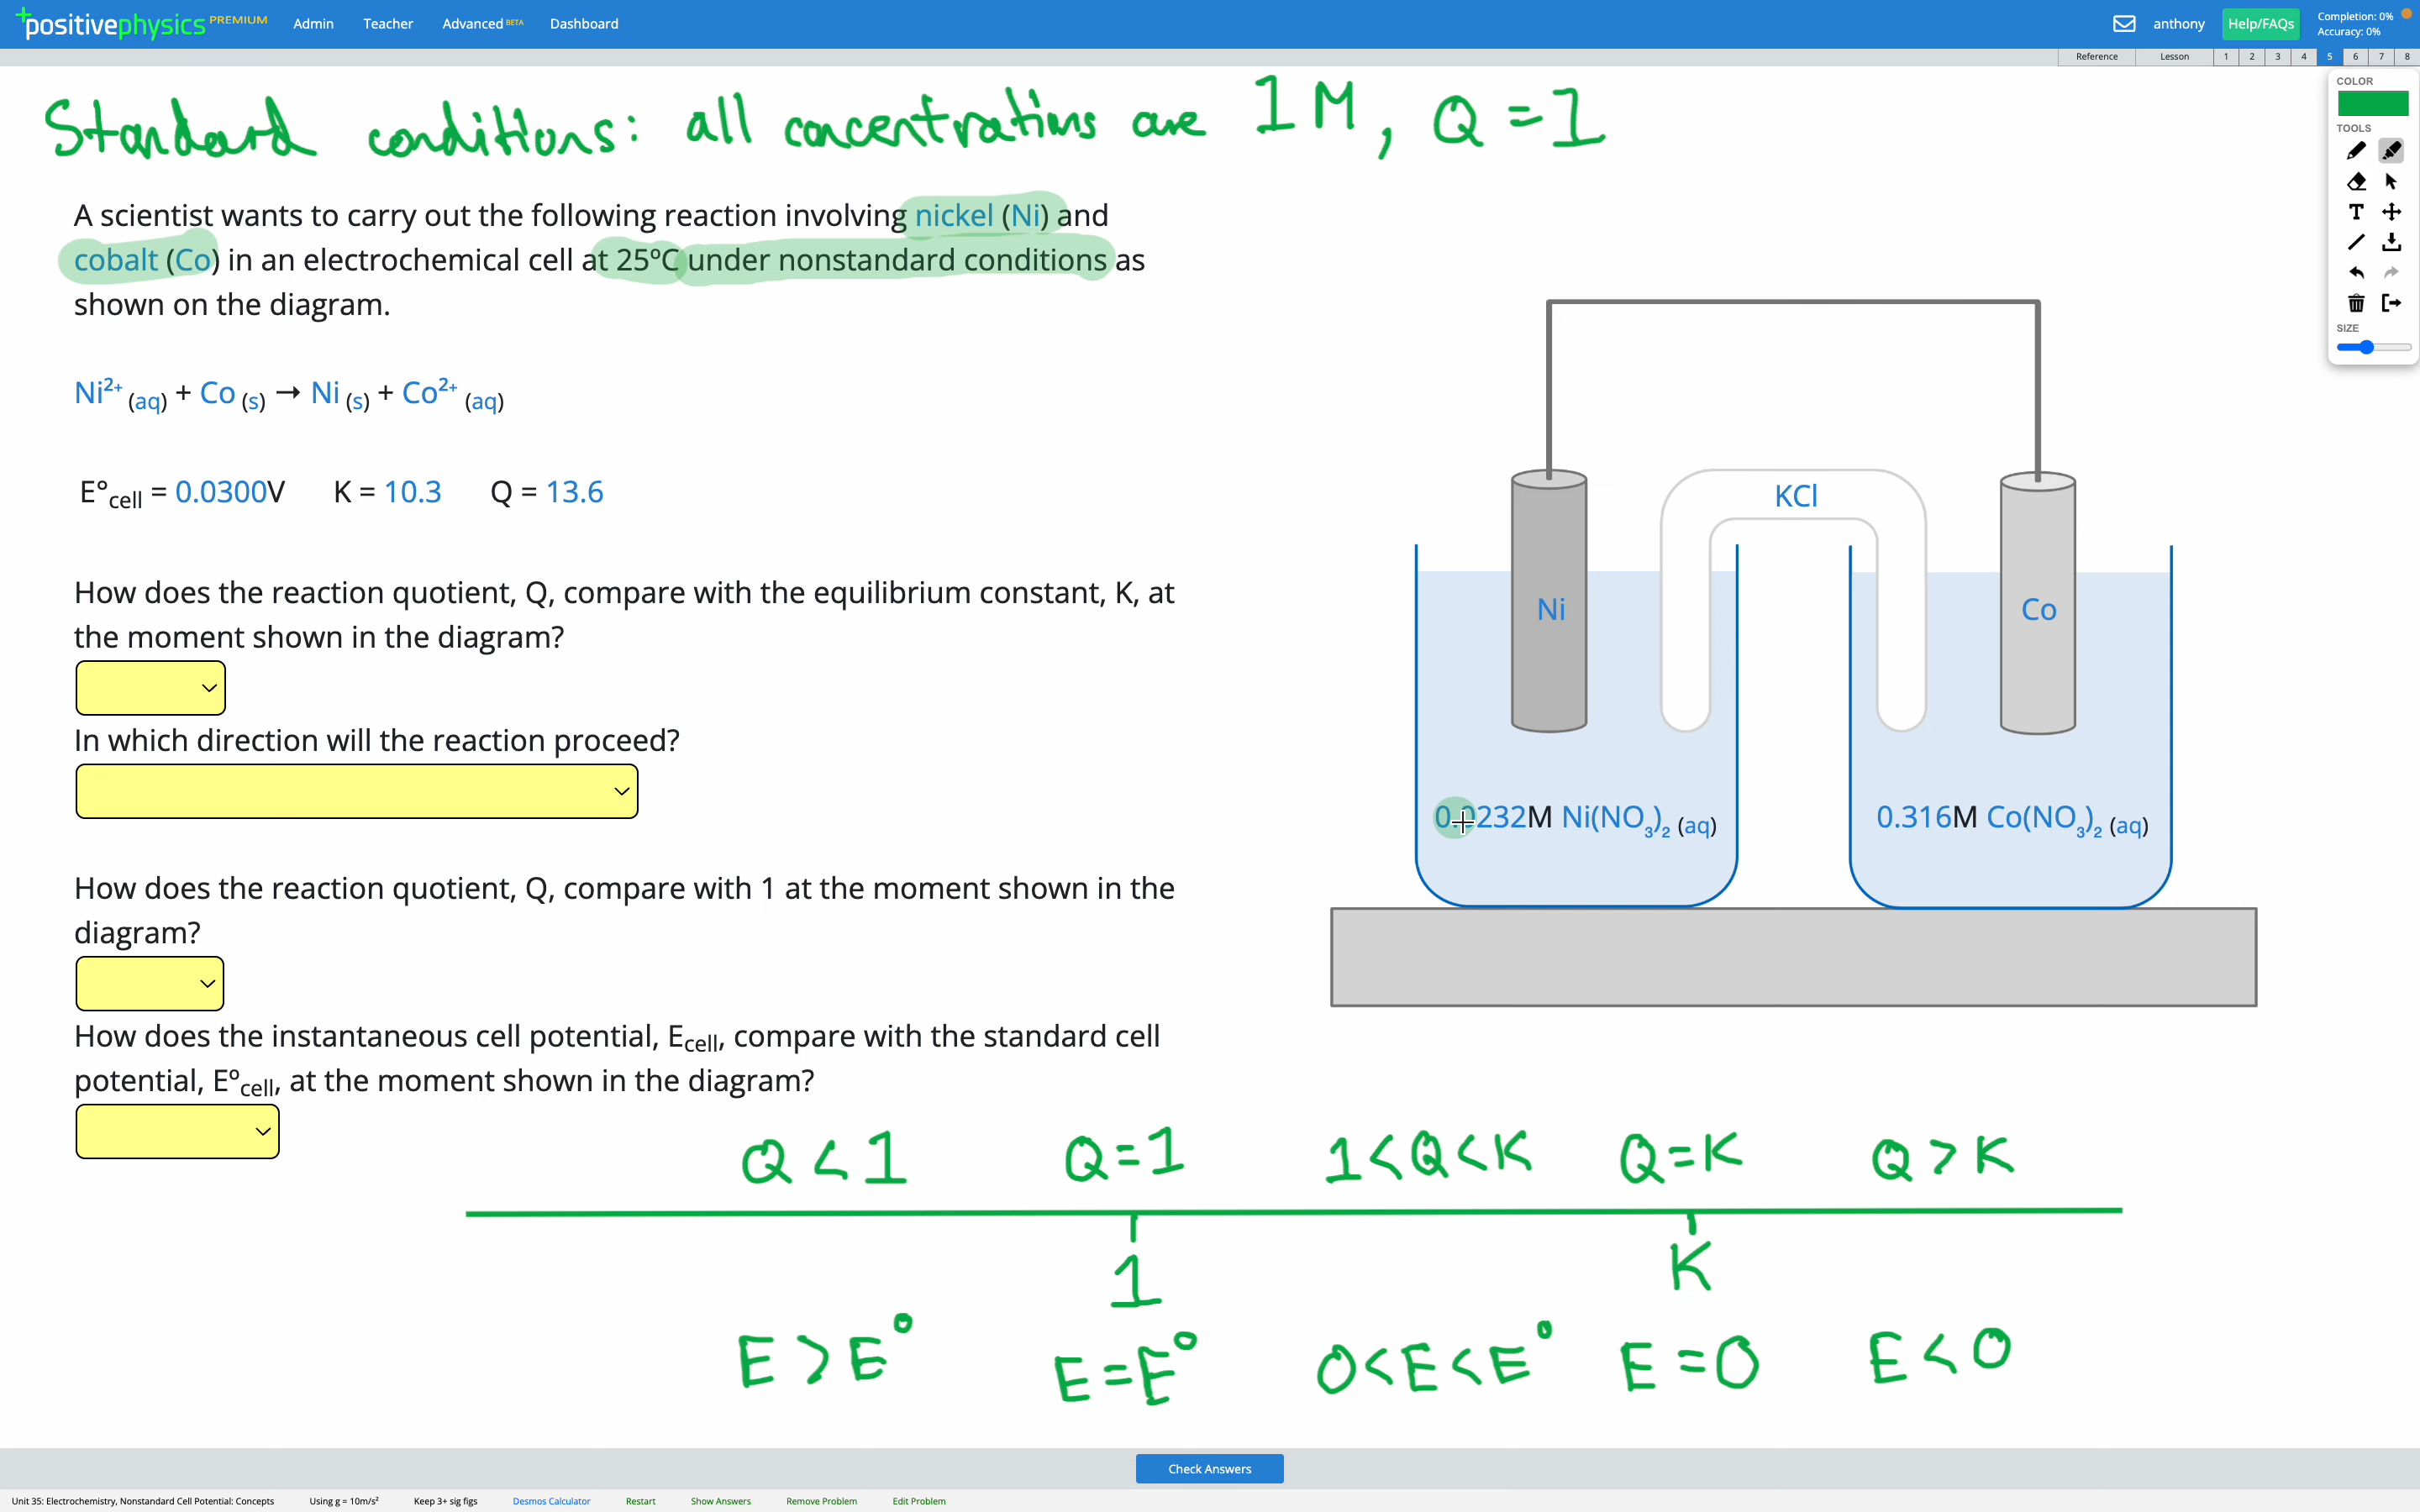 +positivephysics PREMIUM Admin Teacher Advanced BETA Dashboard anthony Help/FAQs Completion: 0%
Accuracy: 0%
Reference Lesson 1 2 3 4 5 6 7 8
COLOR
TOOLS
T
SIZE
Standard conditions: all concentrations are 1 M, Q = 1
A scientist wants to carry out the following reaction involving nickel (Ni) and
cobalt (Co) in an electrochemical cell at 25ºC under nonstandard conditions as
shown on the diagram.
Ni²⁺ (aq) + Co (s) → Ni (s) + Co²⁺ (aq)
E°cell = 0.0300V K = 10.3 Q = 13.6
How does the reaction quotient, Q, compare with the equilibrium constant, K, at
the moment shown in the diagram?
In which direction will the reaction proceed?
How does the reaction quotient, Q, compare with 1 at the moment shown in the
diagram?
How does the instantaneous cell potential, Ecell, compare with the standard cell
potential, Eºcell, at the moment shown in the diagram?
KCl
Ni
Co
0.0232M Ni(NO₃)₂ (aq)
0.316M Co(NO₃)₂ (aq)
Q < 1 Q = 1 1 < Q < K Q = K Q > K
1 K
E > E° E = E° 0 < E < E° E = 0 E < 0
Check Answers
Unit 35: Electrochemistry, Nonstandard Cell Potential: Concepts Using g = 10m/s² Keep 3+ sig figs Desmos Calculator Restart Show Answers Remove Problem Edit Problem